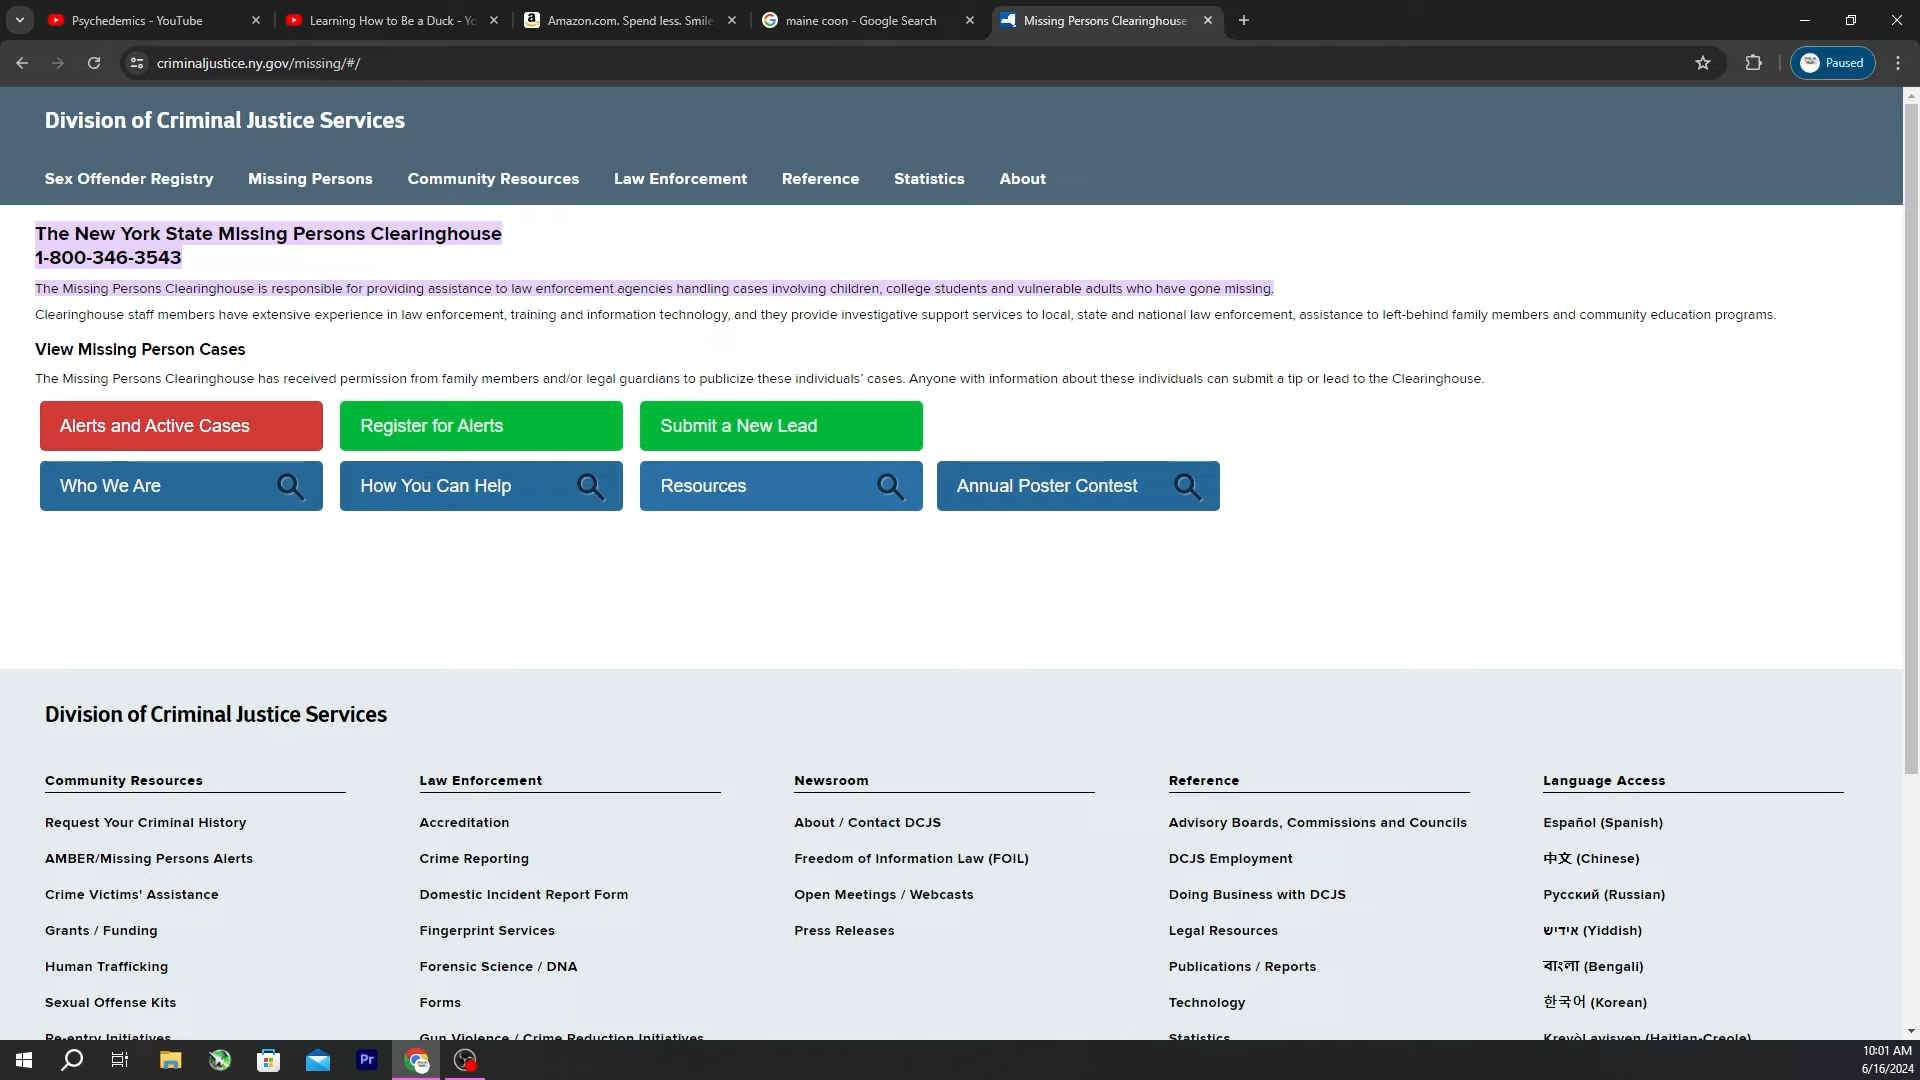 Psychedemics - YouTube
Learning How to Be a Duck - Yo
Amazon.com. Spend less. Smile
maine coon - Google Search
Missing Persons Clearinghouse
criminaljustice.ny.gov/missing/#/
Paused
Division of Criminal Justice Services
Sex Offender Registry Missing Persons Community Resources Law Enforcement Reference Statistics About
The New York State Missing Persons Clearinghouse
1-800-346-3543
The Missing Persons Clearinghouse is responsible for providing assistance to law enforcement agencies handling cases involving children, college students and vulnerable adults who have gone missing.
Clearinghouse staff members have extensive experience in law enforcement, training and information technology, and they provide investigative support services to local, state and national law enforcement, assistance to left-behind family members and community education programs.
View Missing Person Cases
The Missing Persons Clearinghouse has received permission from family members and/or legal guardians to publicize these individuals’ cases. Anyone with information about these individuals can submit a tip or lead to the Clearinghouse.
Alerts and Active Cases
Register for Alerts
Submit a New Lead
Who We Are
How You Can Help
Resources
Annual Poster Contest
Division of Criminal Justice Services
Community Resources
Request Your Criminal History
AMBER/Missing Persons Alerts
Crime Victims' Assistance
Grants / Funding
Human Trafficking
Sexual Offense Kits
Re-entry Initiatives
Law Enforcement
Accreditation
Crime Reporting
Domestic Incident Report Form
Fingerprint Services
Forensic Science / DNA
Forms
Gun Violence / Crime Reduction Initiatives
Newsroom
About / Contact DCJS
Freedom of Information Law (FOIL)
Open Meetings / Webcasts
Press Releases
Reference
Advisory Boards, Commissions and Councils
DCJS Employment
Doing Business with DCJS
Legal Resources
Publications / Reports
Technology
Statistics
Language Access
Español (Spanish)
中文 (Chinese)
Русский (Russian)
אידיש (Yiddish)
বাংলা (Bengali)
한국어 (Korean)
Kreyòl ayisyen (Haitian-Creole)
Pr
10:01 AM
6/16/2024